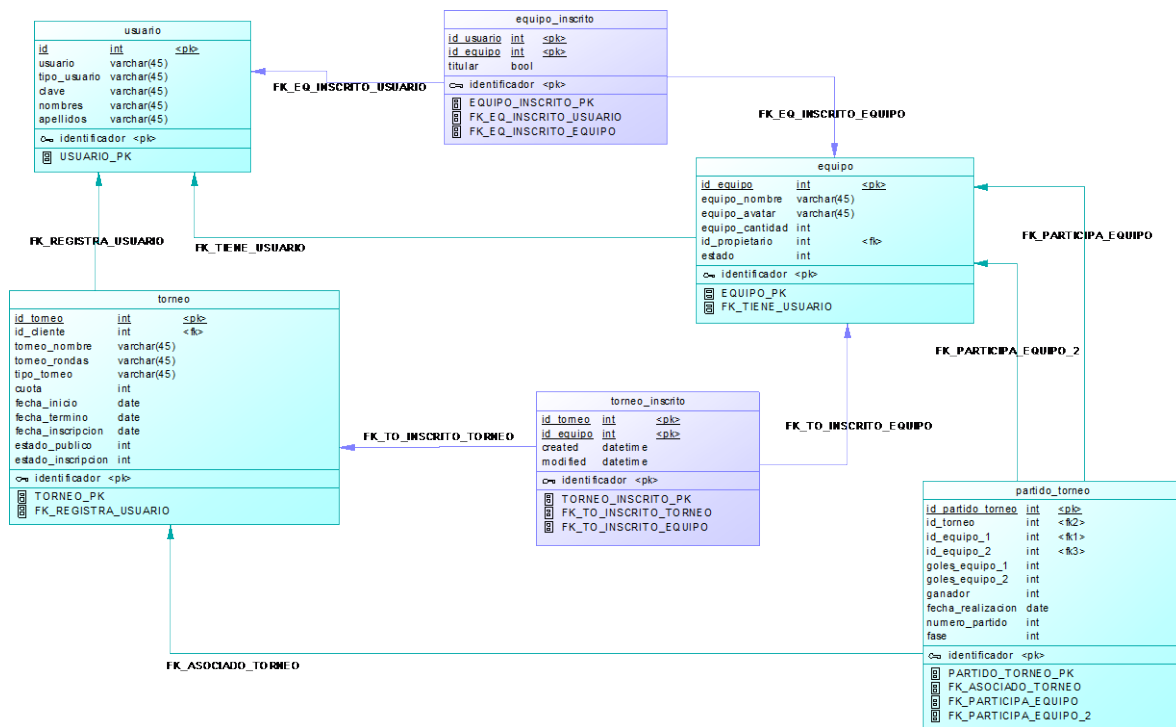 usuario
id int <pk>
usuario varchar(45)
tipo_usuario varchar(45)
clave varchar(45)
nombres varchar(45)
apellidos varchar(45)
identificador <pk>
USUARIO_PK
equipo_inscrito
id_usuario int <pk>
id_equipo int <pk>
titular bool
identificador <pk>
EQUIPO_INSCRITO_PK
FK_EQ_INSCRITO_USUARIO
FK_EQ_INSCRITO_EQUIPO
FK_EQ_INSCRITO_USUARIO
FK_EQ_INSCRITO_EQUIPO
equipo
id_equipo int <pk>
equipo_nombre varchar(45)
equipo_avatar varchar(45)
equipo_cantidad int
id_propietario int <fk>
estado int
identificador <pk>
EQUIPO_PK
FK_TIENE_USUARIO
FK_REGISTRA_USUARIO
FK_TIENE_USUARIO
FK_PARTICIPA_EQUIPO
FK_PARTICIPA_EQUIPO_2
torneo
id_torneo int <pk>
id_cliente int <fk>
torneo_nombre varchar(45)
torneo_rondas varchar(45)
tipo_torneo varchar(45)
cuota int
fecha_inicio date
fecha_termino date
fecha_inscripcion date
estado_publico int
estado_inscripcion int
identificador <pk>
TORNEO_PK
FK_REGISTRA_USUARIO
FK_TO_INSCRITO_TORNEO
torneo_inscrito
id_torneo int <pk>
id_equipo int <pk>
created datetime
modified datetime
identificador <pk>
TORNEO_INSCRITO_PK
FK_TO_INSCRITO_TORNEO
FK_TO_INSCRITO_EQUIPO
FK_TO_INSCRITO_EQUIPO
partido_torneo
id_partido_torneo int <pk>
id_torneo int <fk2>
id_equipo_1 int <fk1>
id_equipo_2 int <fk3>
goles_equipo_1 int
goles_equipo_2 int
ganador int
fecha_realizacion date
numero_partido int
fase int
identificador <pk>
PARTIDO_TORNEO_PK
FK_ASOCIADO_TORNEO
FK_PARTICIPA_EQUIPO
FK_PARTICIPA_EQUIPO_2
FK_ASOCIADO_TORNEO